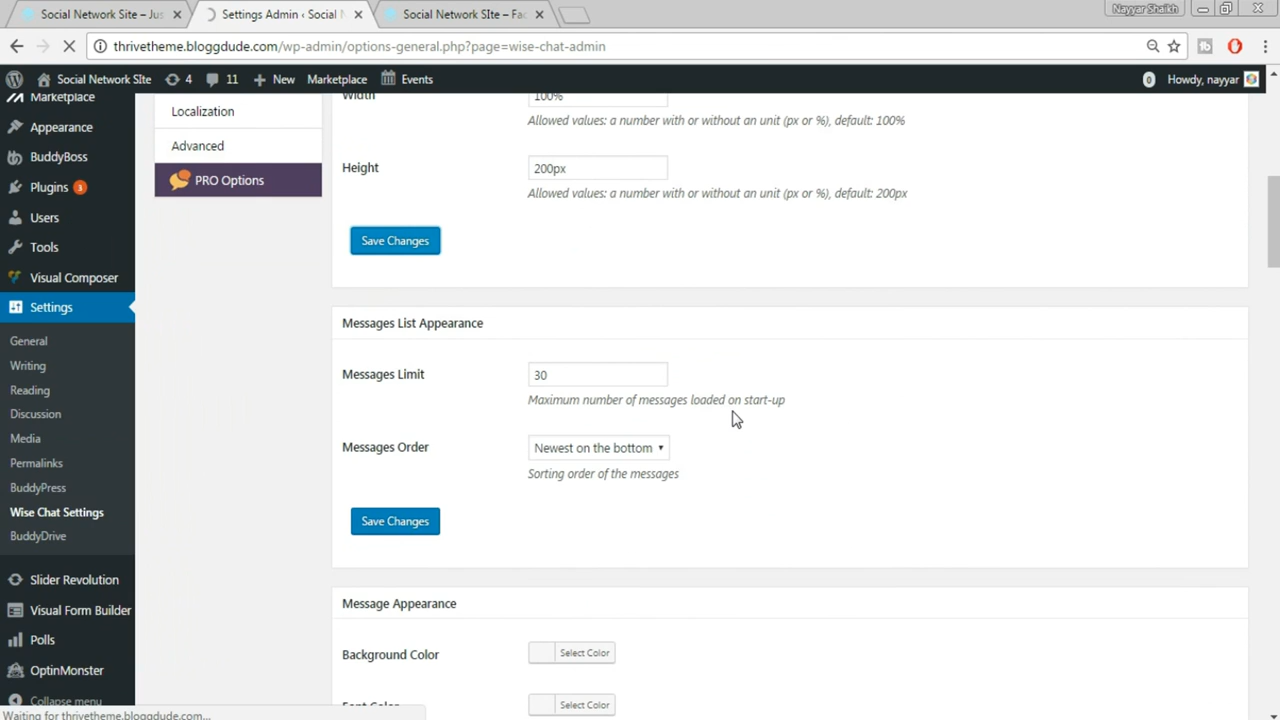 Social Network Site – Jus
Settings Admin ‹ Social N
Social Network SIte – Fac
Nayyar Shaikh
thrivetheme.bloggdude.com/wp-admin/options-general.php?page=wise-chat-admin
Social Network SIte
4
11
New
Marketplace
Events
0
Howdy, nayyar
Marketplace
Appearance
BuddyBoss
Plugins 3
Users
Tools
Visual Composer
Settings
General
Writing
Reading
Discussion
Media
Permalinks
BuddyPress
Wise Chat Settings
BuddyDrive
Slider Revolution
Visual Form Builder
Polls
OptinMonster
Collapse menu
Waiting for thrivetheme.bloggdude.com...
Localization
Advanced
PRO Options
Width
100%
Allowed values: a number with or without an unit (px or %), default: 100%
Height
200px
Allowed values: a number with or without an unit (px or %), default: 200px
Save Changes
Messages List Appearance
Messages Limit
30
Maximum number of messages loaded on start-up
Messages Order
Newest on the bottom
Sorting order of the messages
Save Changes
Message Appearance
Background Color
Select Color
Font Color
Select Color